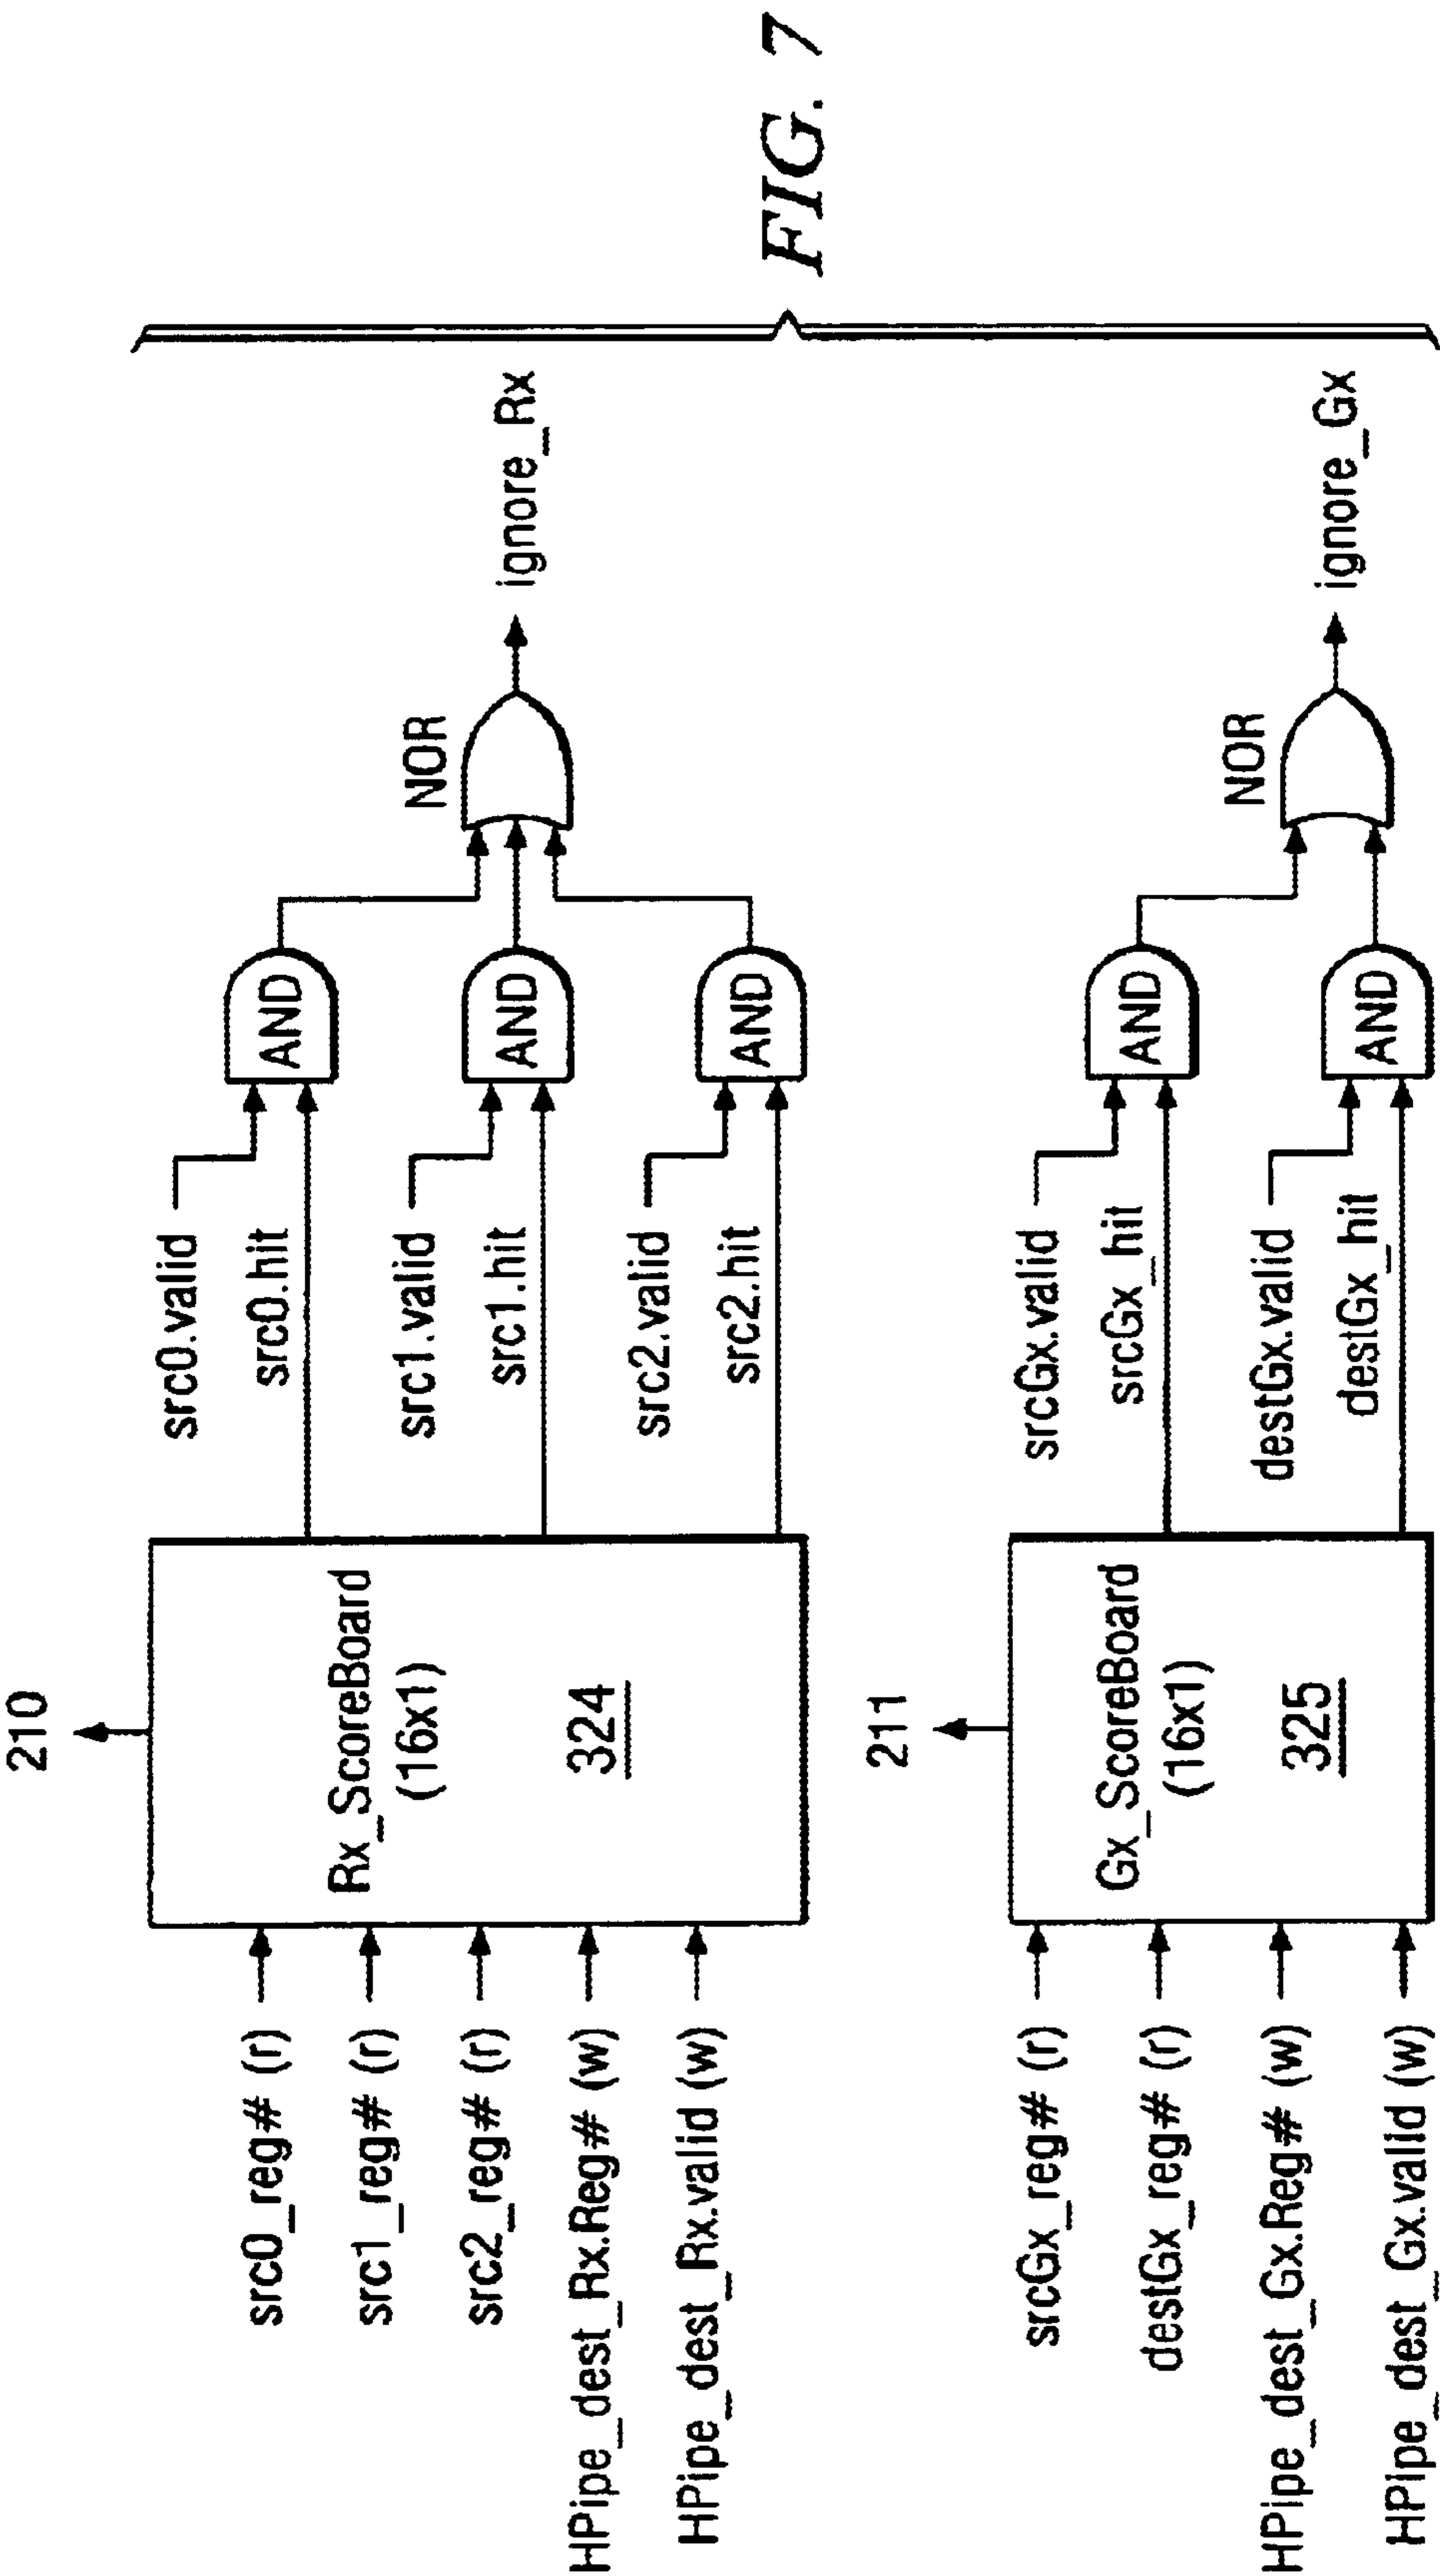 210
src0_reg# (r)
src1_reg# (r)
src2_reg# (r)
HPipe_dest_Rx.Reg# (w)
HPipe_dest_Rx.valid (w)
Rx_ScoreBoard
(16x1)
324
src0.valid
src0.hit
src1.valid
src1.hit
src2.valid
src2.hit
AND
AND
AND
NOR
ignore_Rx
211
srcGx_reg# (r)
destGx_reg# (r)
HPipe_dest_Gx.Reg# (w)
HPipe_dest_Gx.valid (w)
Gx_ScoreBoard
(16x1)
325
srcGx.valid
srcGx_hit
destGx.valid
destGx_hit
AND
AND
NOR
ignore_Gx
FIG. 7